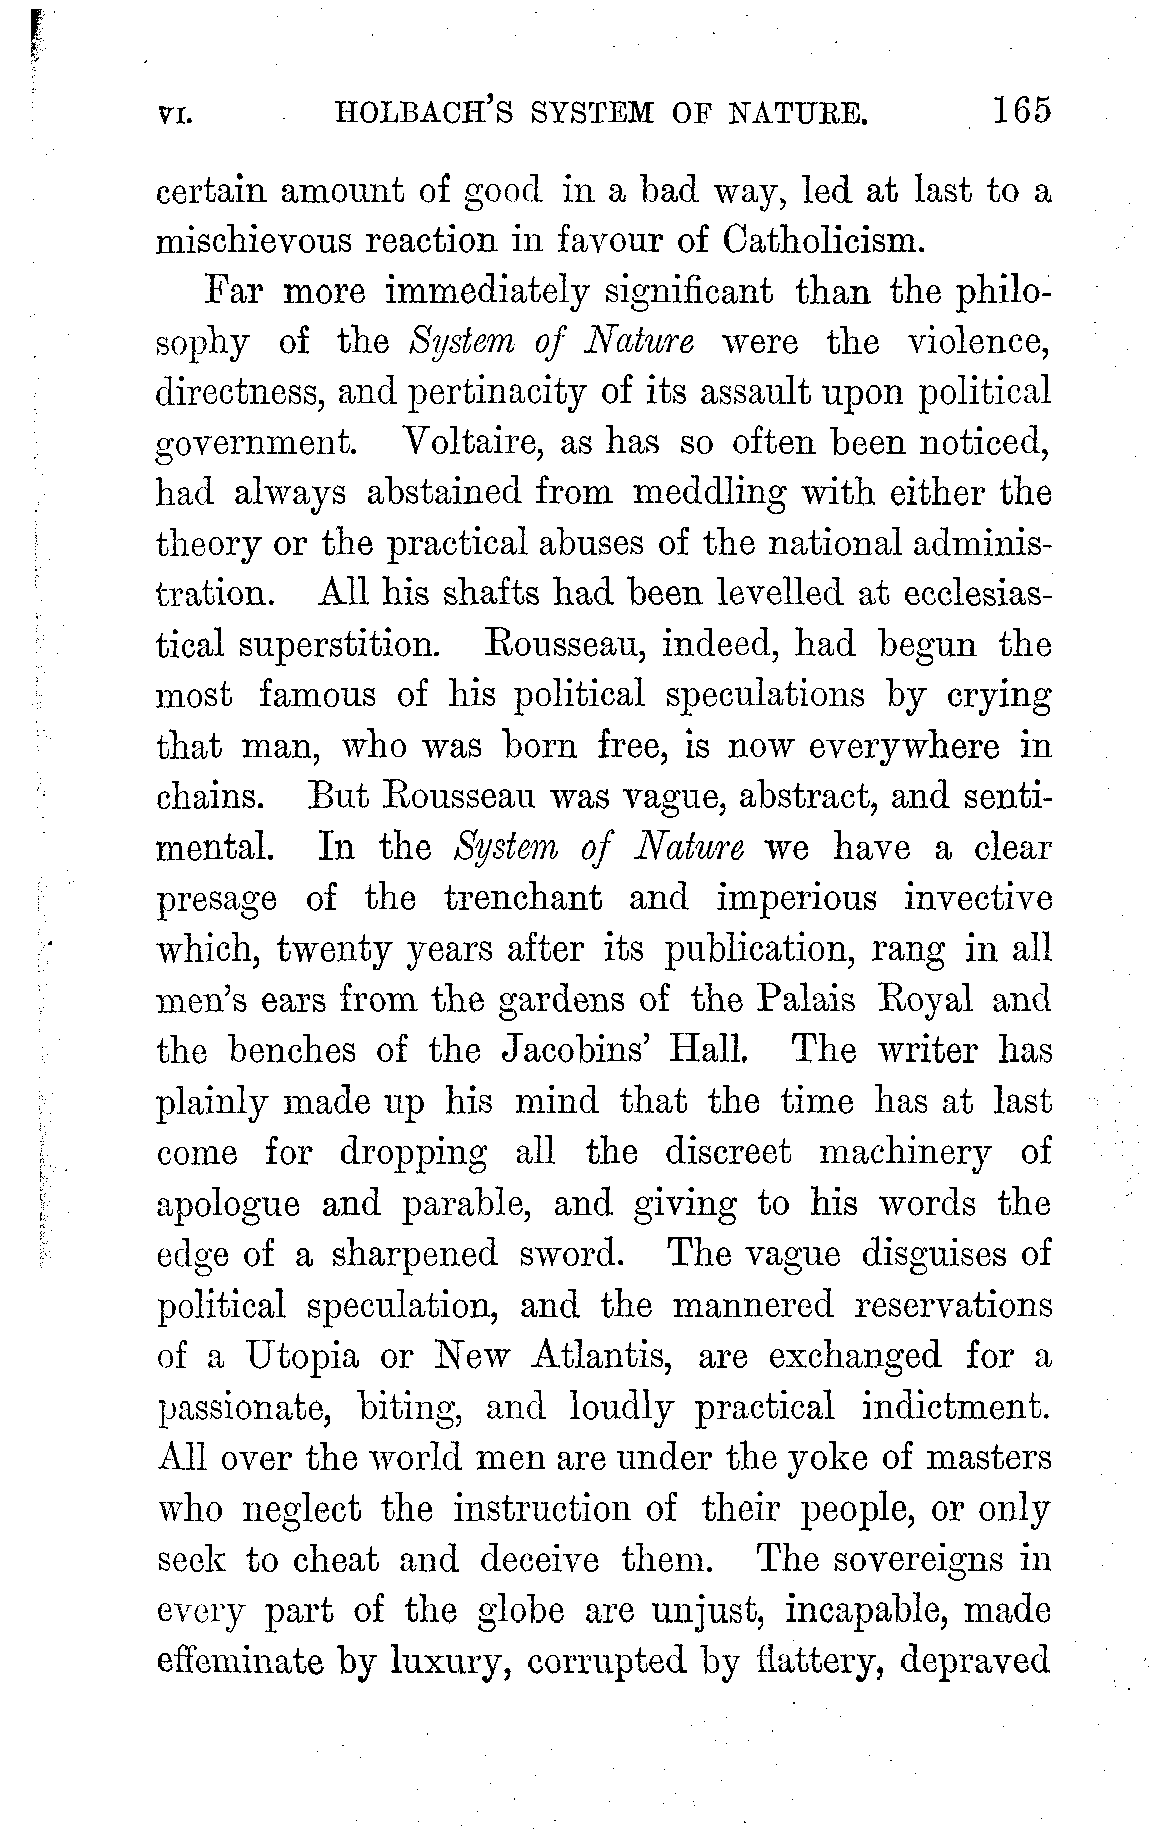 VI. HOLBACH'S SYSTEM OF NATURE. 165
certain amount of good in a bad way, led at last to a
mischievous reaction in favour of Catholicism.
Far more immediately significant than the philo-
sophy of the System of Nature were the violence,
directness, and pertinacity of its assault upon political
government. Voltaire, as has so often been noticed,
had always abstained from meddling with either the
theory or the practical abuses of the national adminis-
tration. All his shafts had been levelled at ecclesias-
tical superstition. Rousseau, indeed, had begun the
most famous of his political speculations by crying
that man, who was born free, is now everywhere in
chains. But Rousseau was vague, abstract, and senti-
mental. In the System of Nature we have a clear
presage of the trenchant and imperious invective
which, twenty years after its publication, rang in all
men's ears from the gardens of the Palais Royal and
the benches of the Jacobins' Hall. The writer has
plainly made up his mind that the time has at last
come for dropping all the discreet machinery of
apologue and parable, and giving to his words the
edge of a sharpened sword. The vague disguises of
political speculation, and the mannered reservations
of a Utopia or New Atlantis, are exchanged for a
passionate, biting, and loudly practical indictment.
All over the world men are under the yoke of masters
who neglect the instruction of their people, or only
seek to cheat and deceive them. The sovereigns in
every part of the globe are unjust, incapable, made
effeminate by luxury, corrupted by flattery, depraved